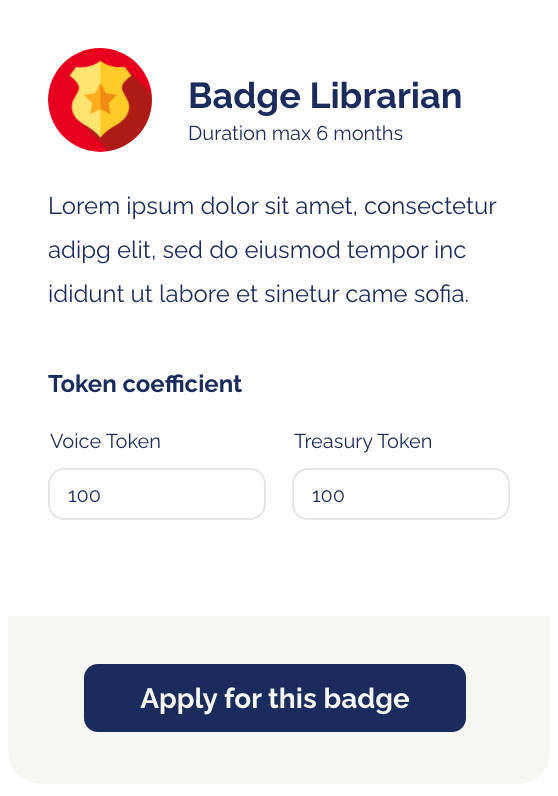 Badge Librarian
Duration max 6 months
Lorem ipsum dolor sit amet, consectetur
adipg elit, sed do eiusmod tempor inc
ididunt ut labore et sinetur came sofia.
Token coefficient
Voice Token Treasury Token
100 100
Apply for this badge